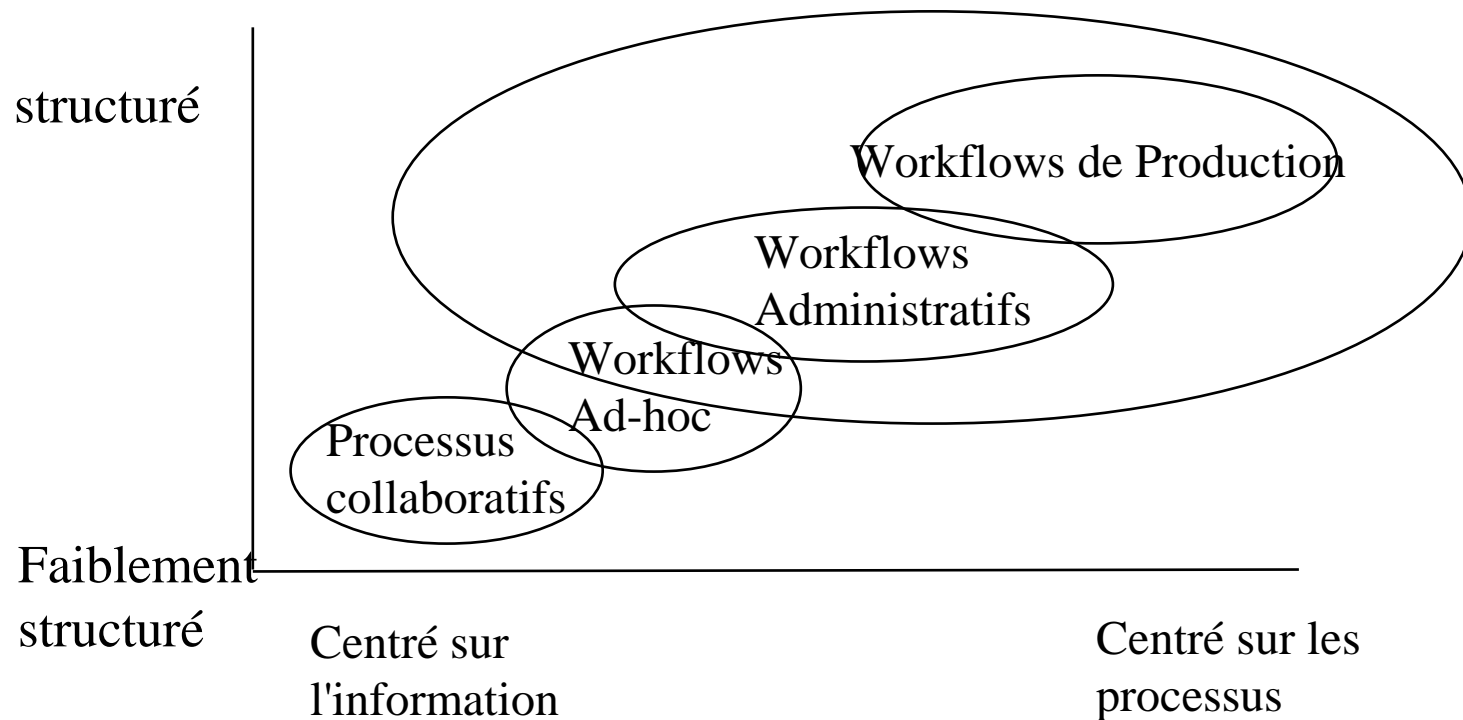 structuré
Workflows de Production
Workflows
Administratifs
Workflows
Ad-hoc
Processus
collaboratifs
Faiblement
structuré
Centré sur
l'information
Centré sur les
processus